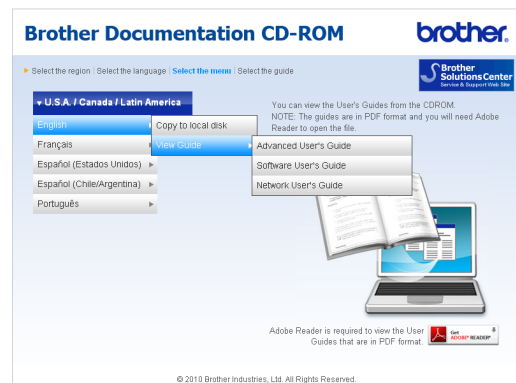 Brother Documentation CD-ROM
brother.
Select the region | Select the language | Select the menu | Select the guide
Brother
Solutions Center
Service & Support Web Site
U.S.A. / Canada / Latin America
You can view the User's Guides from the CDROM.
NOTE: The guides are in PDF format and you will need Adobe
Reader to open the file.
English
Copy to local disk
Français
View Guide
Advanced User's Guide
Español (Estados Unidos)
Software User's Guide
Español (Chile/Argentina)
Network User's Guide
Português
Adobe Reader is required to view the User
Guides that are in PDF format.
Get
ADOBE® READER®
© 2010 Brother Industries, Ltd. All Rights Reserved.